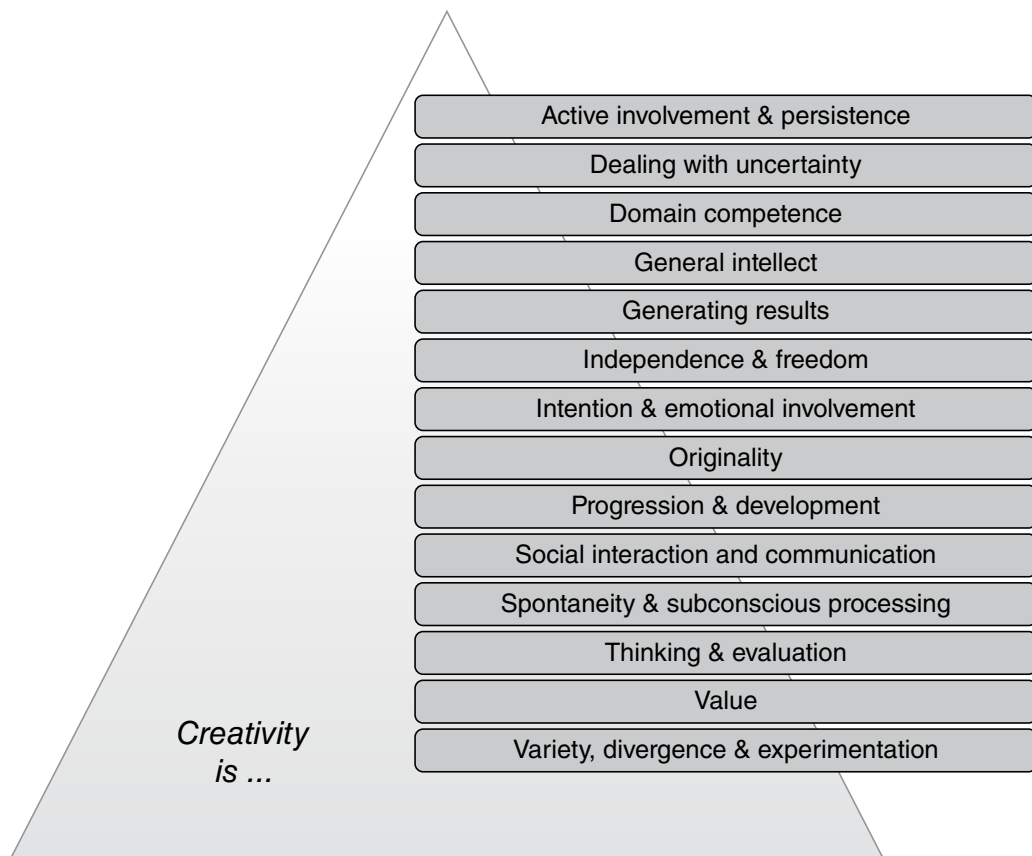 Active involvement & persistence
Dealing with uncertainty
Domain competence
General intellect
Generating results
Independence & freedom
Intention & emotional involvement
Originality
Progression & development
Social interaction and communication
Spontaneity & subconscious processing
Thinking & evaluation
Value
Variety, divergence & experimentation
Creativity
is ...